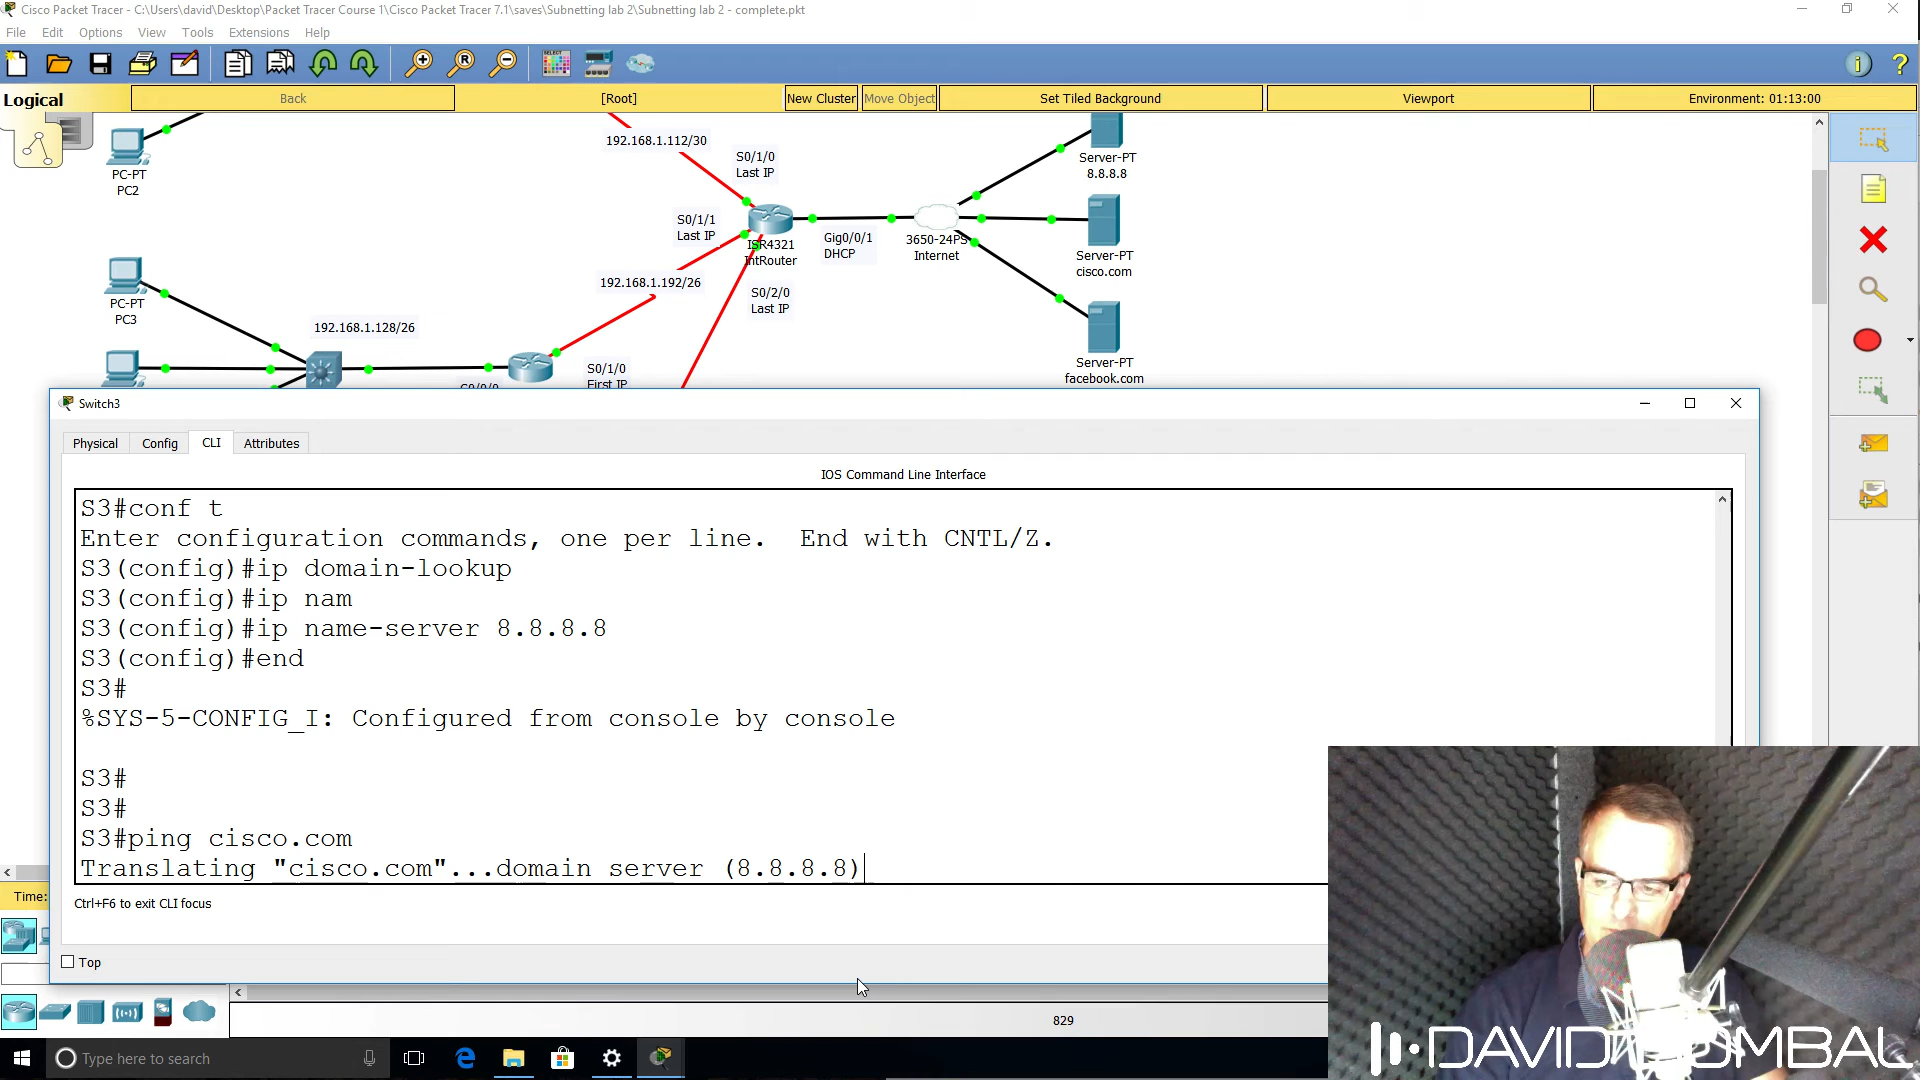 Cisco Packet Tracer - C:\Users\david\Desktop\Packet Tracer Course 1\Cisco Packet Tracer 7.1\saves\Subnetting lab 2\Subnetting lab 2 - complete.pkt
File Edit Options View Tools Extensions Help
Logical
Back
[Root]
New Cluster
Move Object
Set Tiled Background
Viewport
Environment: 01:13:00
PC-PT
PC2
192.168.1.112/30
S0/1/0
Last IP
Server-PT
8.8.8.8
S0/1/1
Last IP
ISR4321
IntRouter
Gig0/0/1
DHCP
3650-24PS
Internet
Server-PT
cisco.com
192.168.1.192/26
S0/2/0
Last IP
PC-PT
PC3
192.168.1.128/26
S0/1/0
First IP
Server-PT
facebook.com
Switch3
Physical Config CLI Attributes
IOS Command Line Interface
S3#conf t
Enter configuration commands, one per line. End with CNTL/Z.
S3(config)#ip domain-lookup
S3(config)#ip nam
S3(config)#ip name-server 8.8.8.8
S3(config)#end
S3#
%SYS-5-CONFIG_I: Configured from console by console
S3#
S3#
S3#ping cisco.com
Translating "cisco.com"...domain server (8.8.8.8)
Ctrl+F6 to exit CLI focus
Top
Time:
829
Type here to search
DAVID BOMBAL